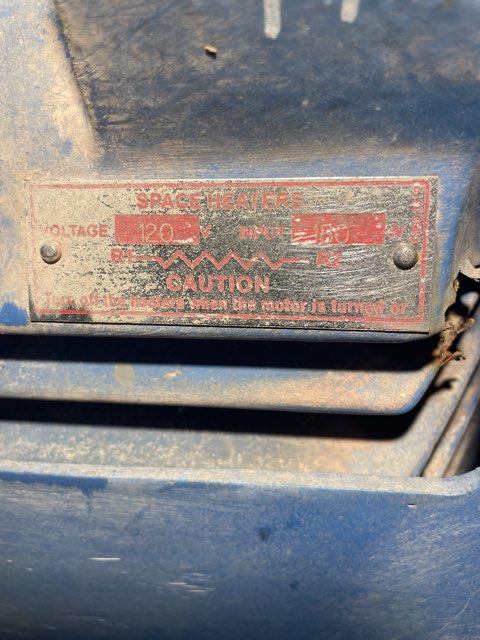 SPACE HEATERS
VOLTAGE 120 V INPUT 150 W
R1 R2
CAUTION
Turn off the heaters when the motor is turned on